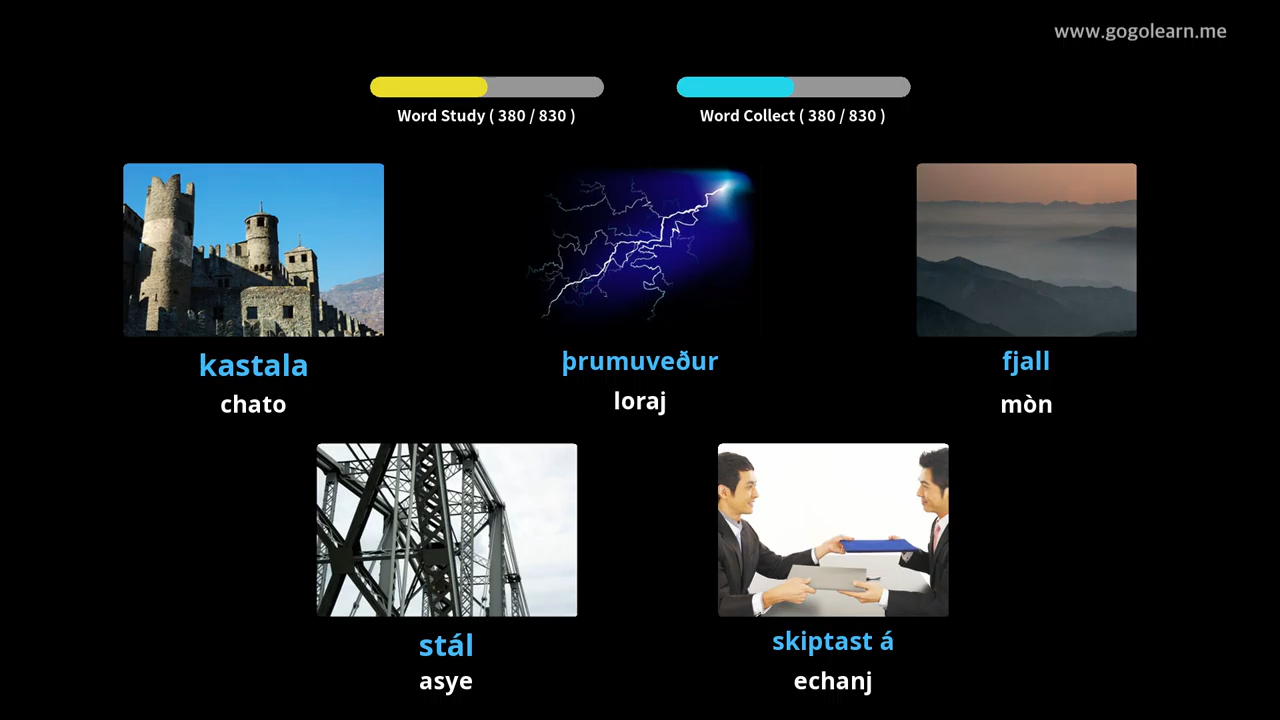 www.gogolearn.me
Word Study ( 380 / 830 )
Word Collect ( 380 / 830 )
kastala
chato
þrumuveður
loraj
fjall
mòn
stál
asye
skiptast á
echanj